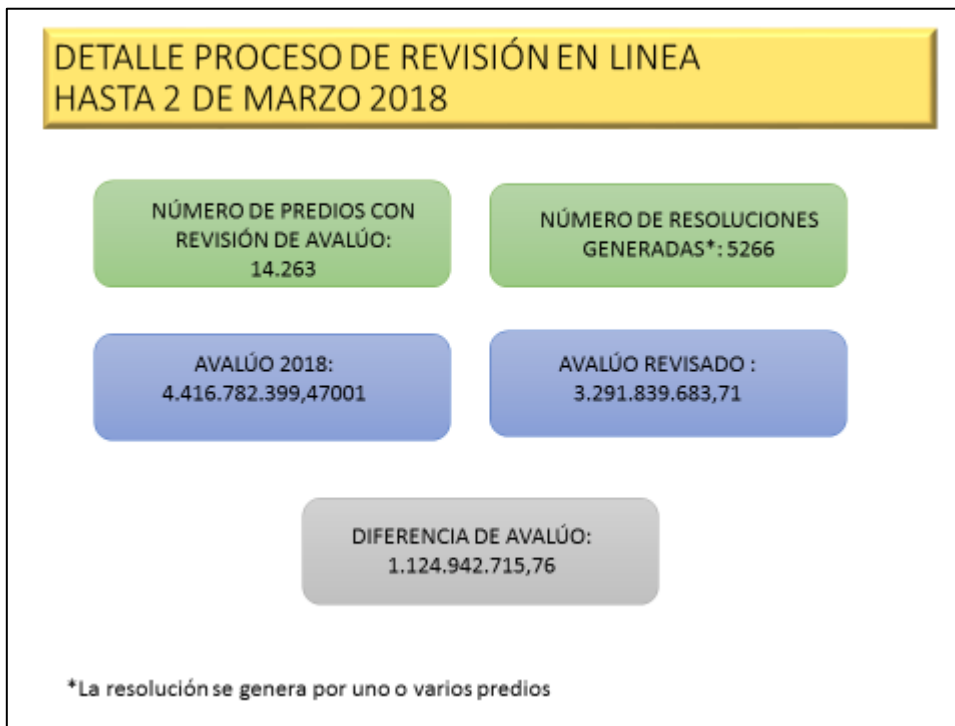 DETALLE PROCESO DE REVISIÓN EN LINEA
HASTA 2 DE MARZO 2018
NÚMERO DE PREDIOS CON
REVISIÓN DE AVALÚO:
14.263
NÚMERO DE RESOLUCIONES
GENERADAS*: 5266
AVALÚO 2018:
4.416.782.399,47001
AVALÚO REVISADO :
3.291.839.683,71
DIFERENCIA DE AVALÚO:
1.124.942.715,76
*La resolución se genera por uno o varios predios